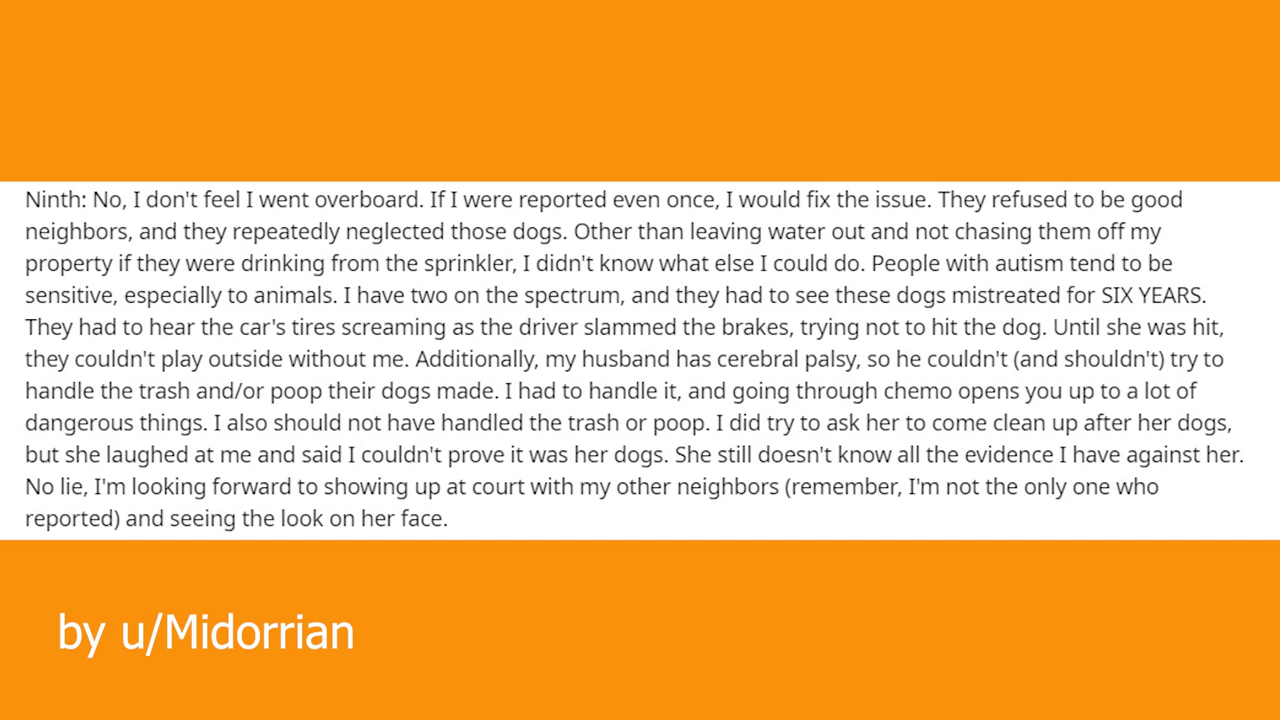 Ninth: No, I don't feel I went overboard. If I were reported even once, I would fix the issue. They refused to be good
neighbors, and they repeatedly neglected those dogs. Other than leaving water out and not chasing them off my
property if they were drinking from the sprinkler, I didn't know what else I could do. People with autism tend to be
sensitive, especially to animals. I have two on the spectrum, and they had to see these dogs mistreated for SIX YEARS.
They had to hear the car's tires screaming as the driver slammed the brakes, trying not to hit the dog. Until she was hit,
they couldn't play outside without me. Additionally, my husband has cerebral palsy, so he couldn't (and shouldn't) try to
handle the trash and/or poop their dogs made. I had to handle it, and going through chemo opens you up to a lot of
dangerous things. I also should not have handled the trash or poop. I did try to ask her to come clean up after her dogs,
but she laughed at me and said I couldn't prove it was her dogs. She still doesn't know all the evidence I have against her.
No lie, I'm looking forward to showing up at court with my other neighbors (remember, I'm not the only one who
reported) and seeing the look on her face.
by u/Midorrian